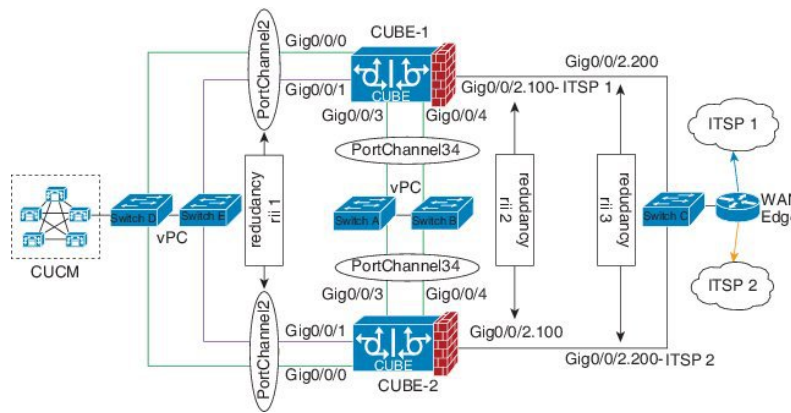 CUBE-1
Gig0/0/0
PortChannel2
Gig0/0/1
CUBE
Gig0/0/2.200
Gig0/0/2.100-ITSP 1
Gig0/0/3
Gig0/0/4
PortChannel34
ITSP 1
redudancy
rii 1
redudancy
rii 2
redudancy
rii 3
vPC
Switch D
Switch E
Switch A
Switch B
Switch C
WAN
Edge
vPC
CUCM
PortChannel34
ITSP 2
PortChannel2
Gig0/0/3
Gig0/0/4
Gig0/0/1
Gig0/0/2.100
CUBE
Gig0/0/0
Gig0/0/2.200-ITSP 2
CUBE-2